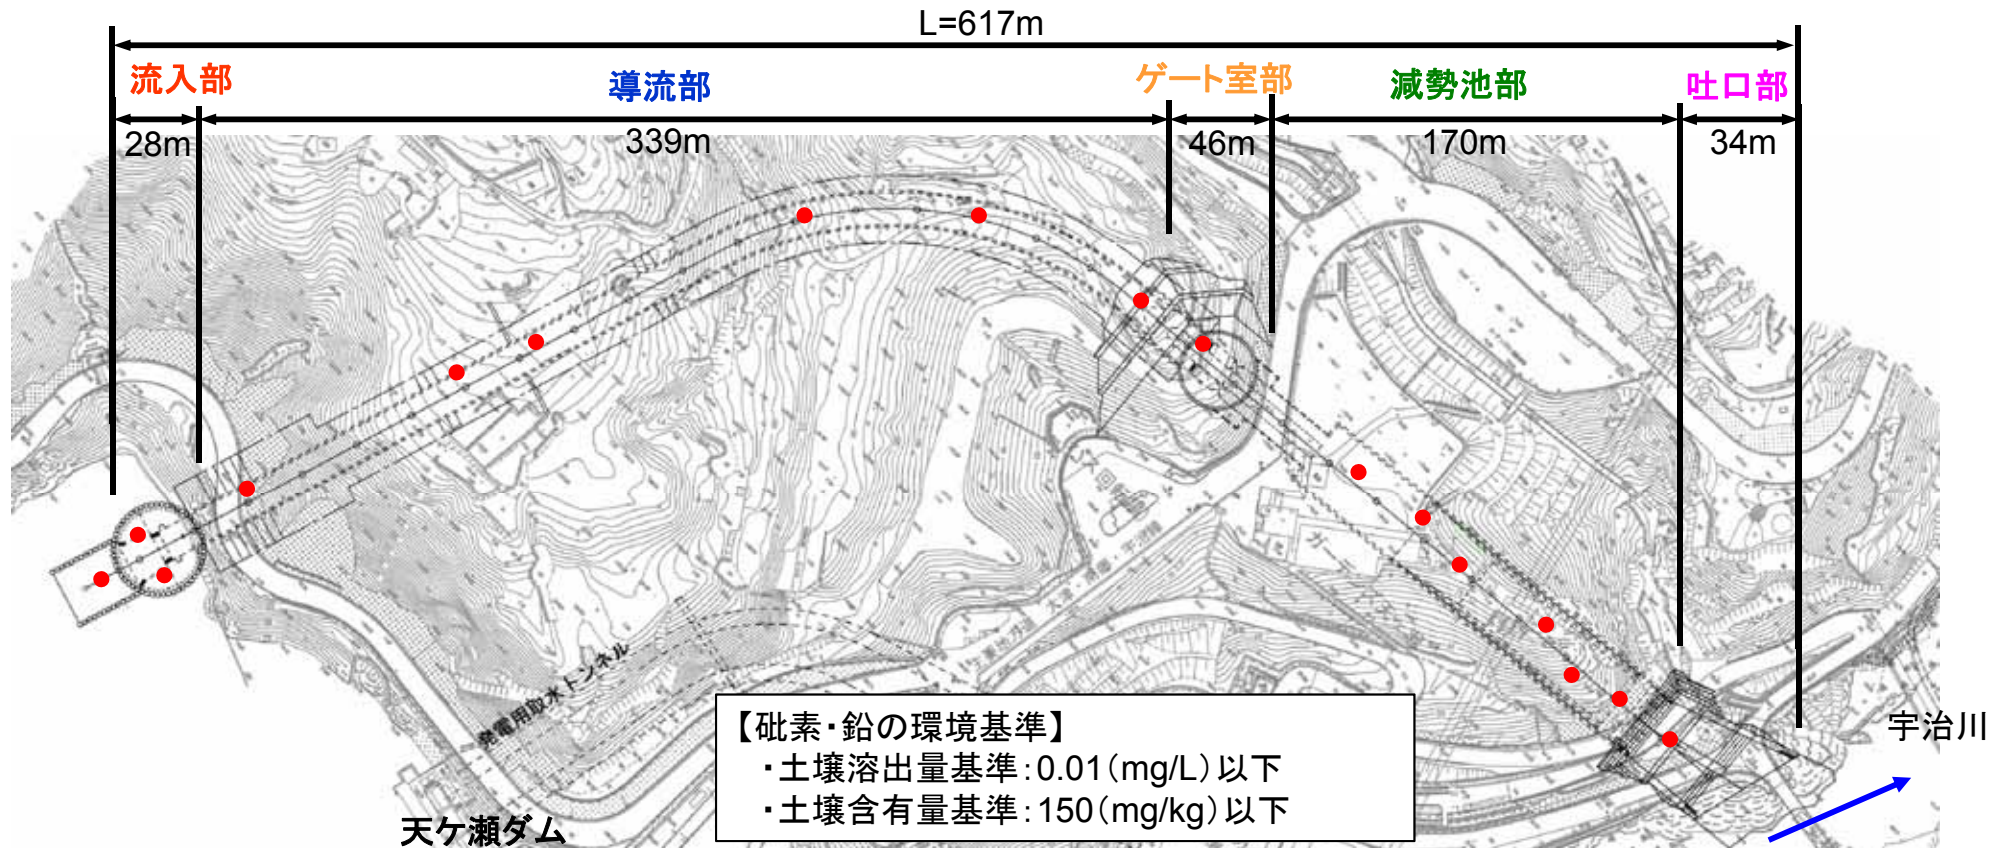 L=617m
流入部
導流部
ゲート室部
減勢池部
吐口部
28m
339m
46m
170m
34m
発電用取水トンネル
【砒素・鉛の環境基準】
・土壌溶出量基準：0.01（mg/L）以下
・土壌含有量基準：150（mg/kg）以下
宇治川
天ケ瀬ダム